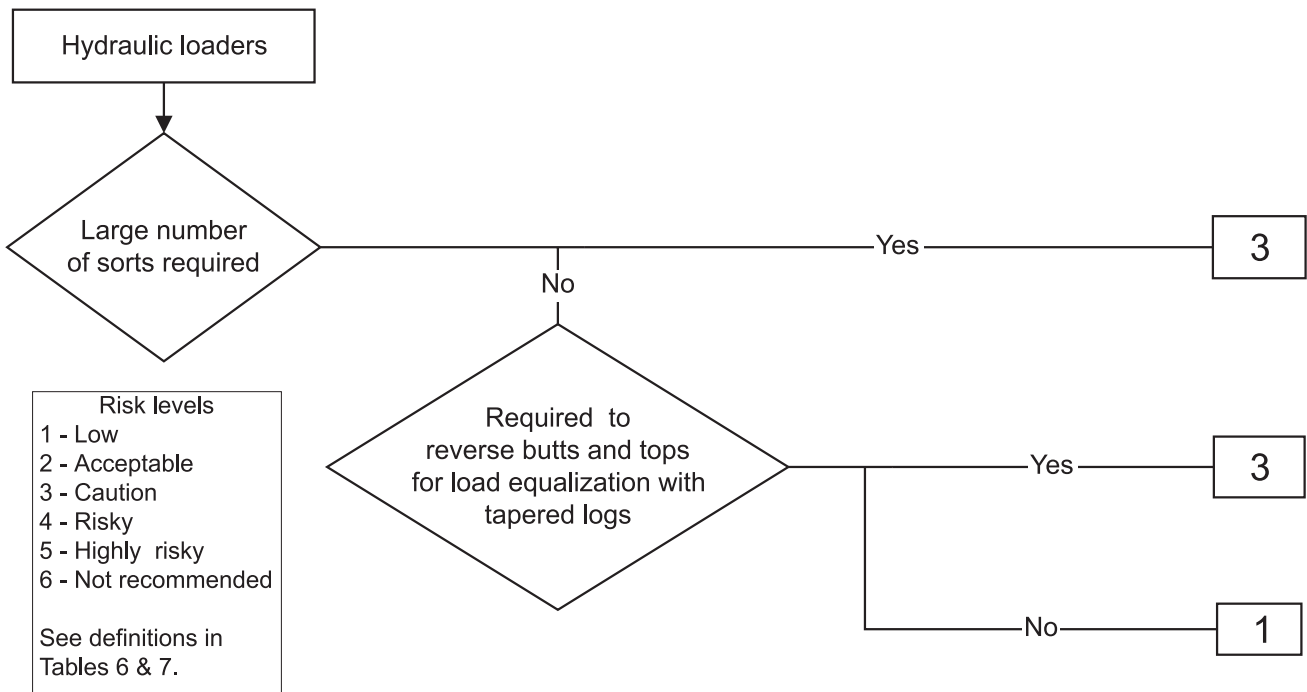 Hydraulic loaders
Large number
of sorts required
Yes
3
No
Required to
reverse butts and tops
for load equalization with
tapered logs
Yes
3
No
1
Risk levels
1 - Low
2 - Acceptable
3 - Caution
4 - Risky
5 - Highly risky
6 - Not recommended
See definitions in
Tables 6 & 7.